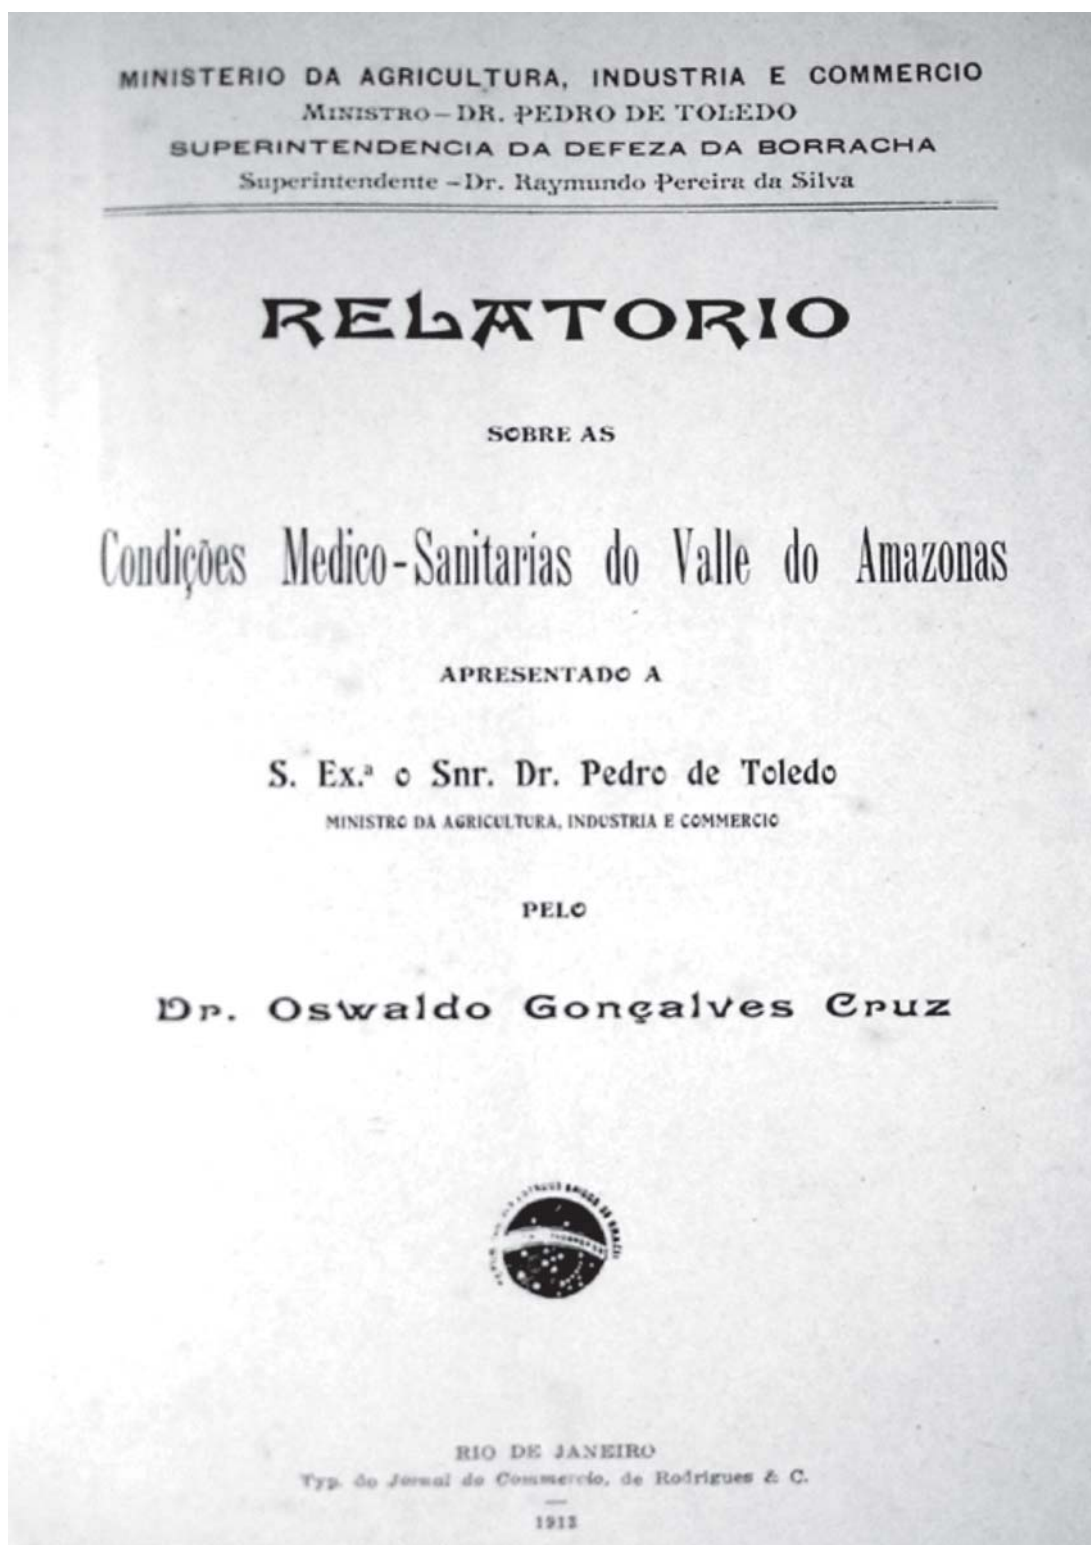 MINISTERIO DA AGRICULTURA, INDUSTRIA E COMMERCIO
MINISTRO – DR. PEDRO DE TOLEDO
SUPERINTENDENCIA DA DEFEZA DA BORRACHA
Superintendente – Dr. Raymundo Pereira da Silva
RELATORIO
SOBRE AS
Condições Medico-Sanitarias do Valle do Amazonas
APRESENTADO A
S. Ex.ª o Snr. Dr. Pedro de Toledo
MINISTRO DA AGRICULTURA, INDUSTRIA E COMMERCIO
PELO
Dr. Oswaldo Gonçalves Cruz
RIO DE JANEIRO
Typ. do Jornal do Commercio, de Rodrigues & C.
1913